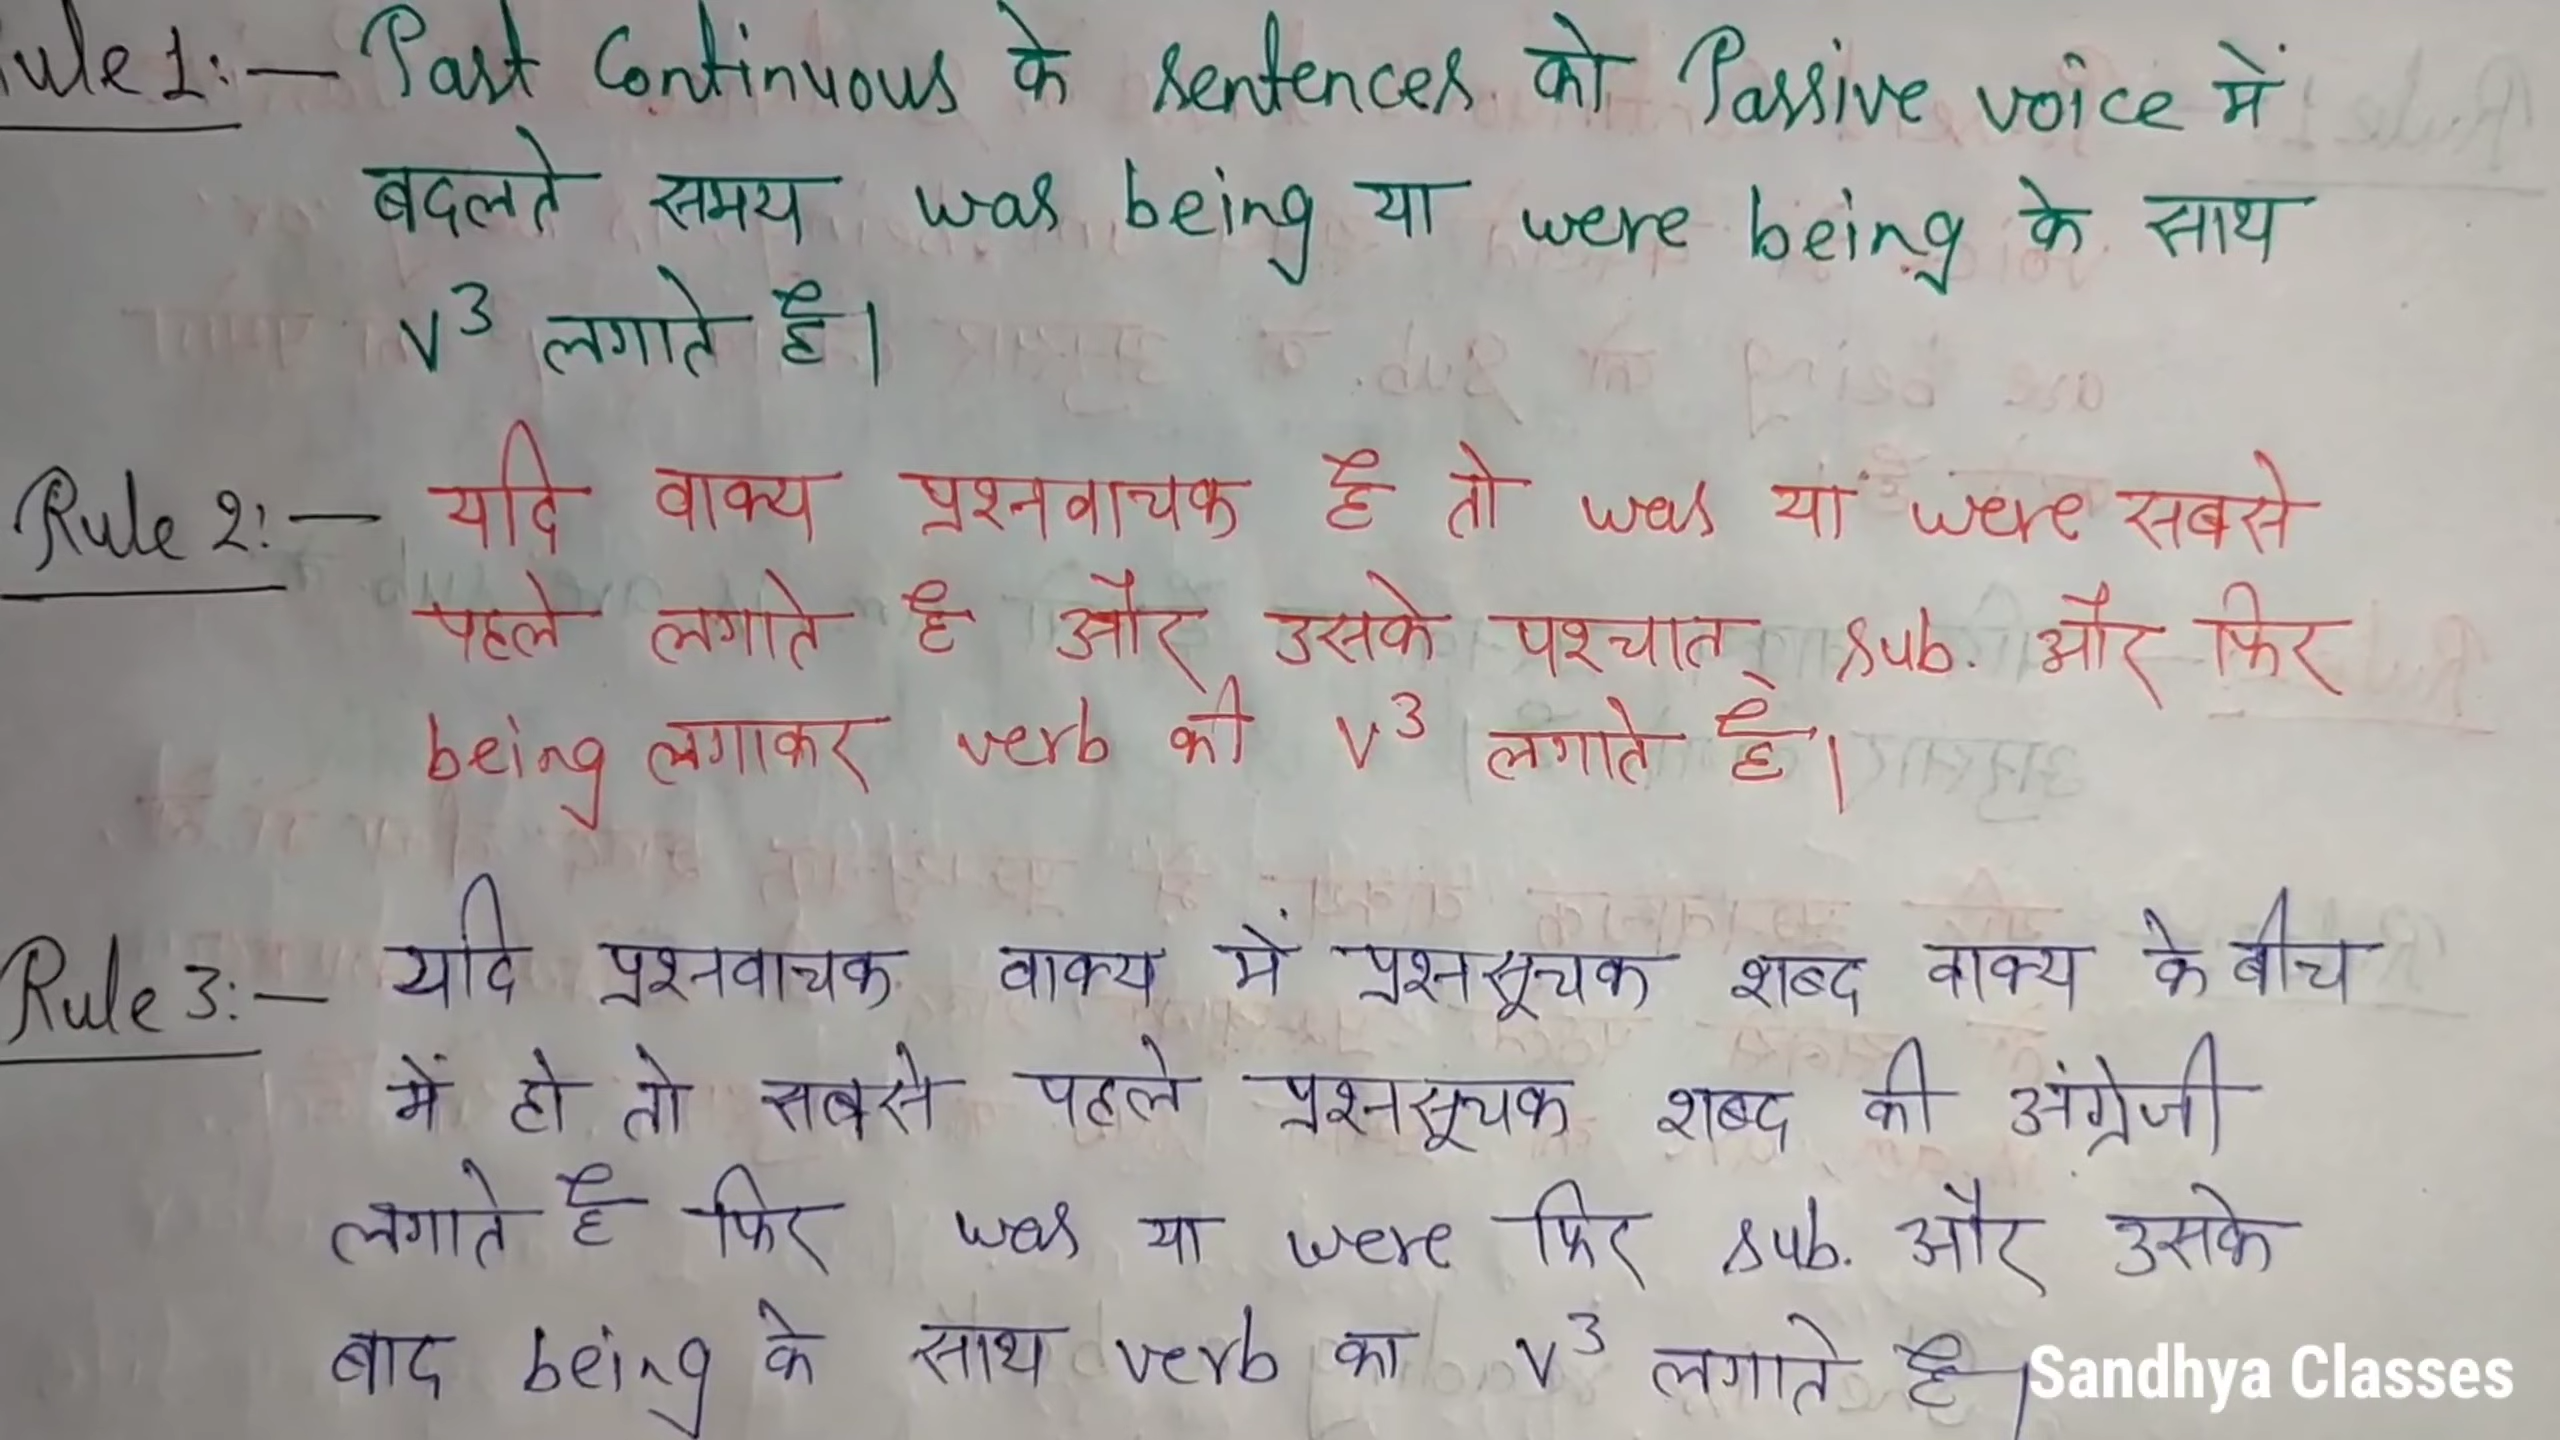 ule 1:- Past Continuous के sentences को Passive voice में
बदलते समय was being या were being के साथ
V³ लगाते है।
Rule 2:- यदि वाक्य प्रश्नवाचक है तो was या were सबसे
पहले लगाते है और उसके पश्चात् sub. और फिर
being लगाकर verb की V³ लगाते है।
Rule 3:- यदि प्रश्नवाचक वाक्य में प्रश्नसूचक शब्द वाक्य के बीच
में हो तो सबसे पहले प्रश्नसूचक शब्द की अंग्रेजी
लगाते है फिर was या were फिर sub. और उसके
बाद being के साथ verb का V³ लगाते है।
Sandhya Classes